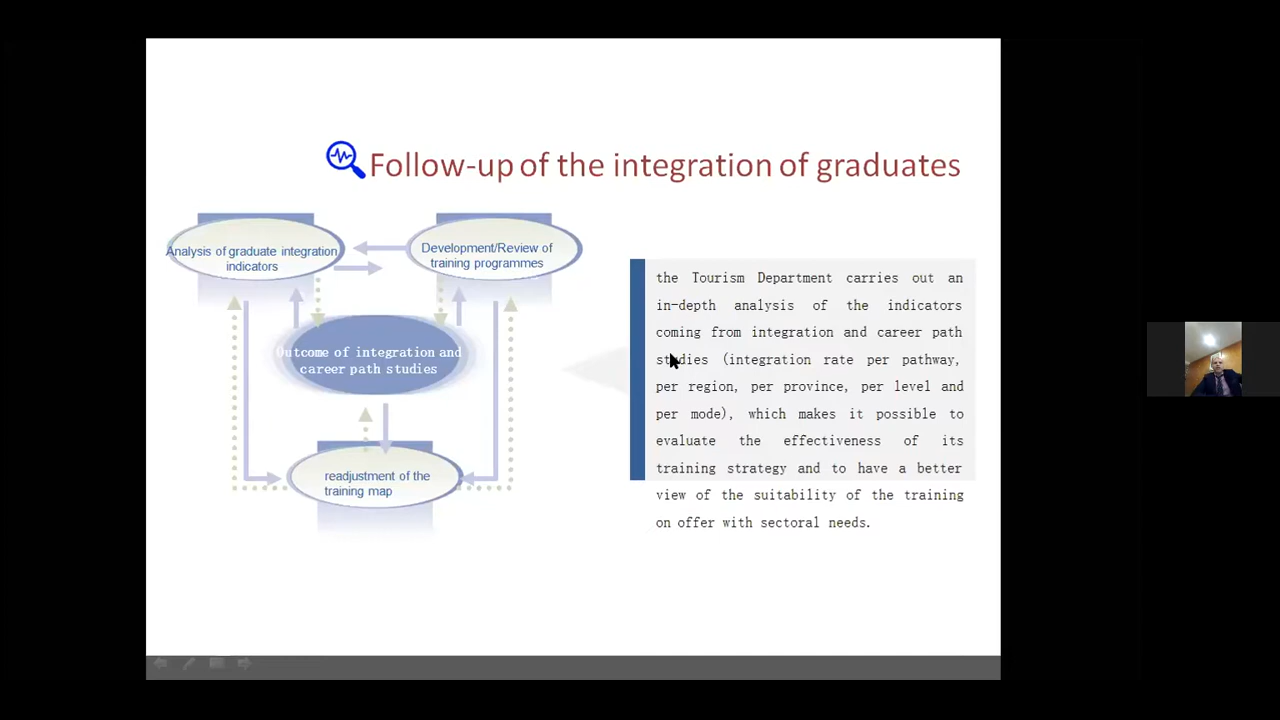 Follow-up of the integration of graduates
Analysis of graduate integration
indicators
Development/Review of
training programmes
Outcome of integration and
career path studies
readjustment of the
training map
the Tourism Department carries out an
in-depth analysis of the indicators
coming from integration and career path
studies (integration rate per pathway,
per region, per province, per level and
per mode), which makes it possible to
evaluate the effectiveness of its
training strategy and to have a better
view of the suitability of the training
on offer with sectoral needs.